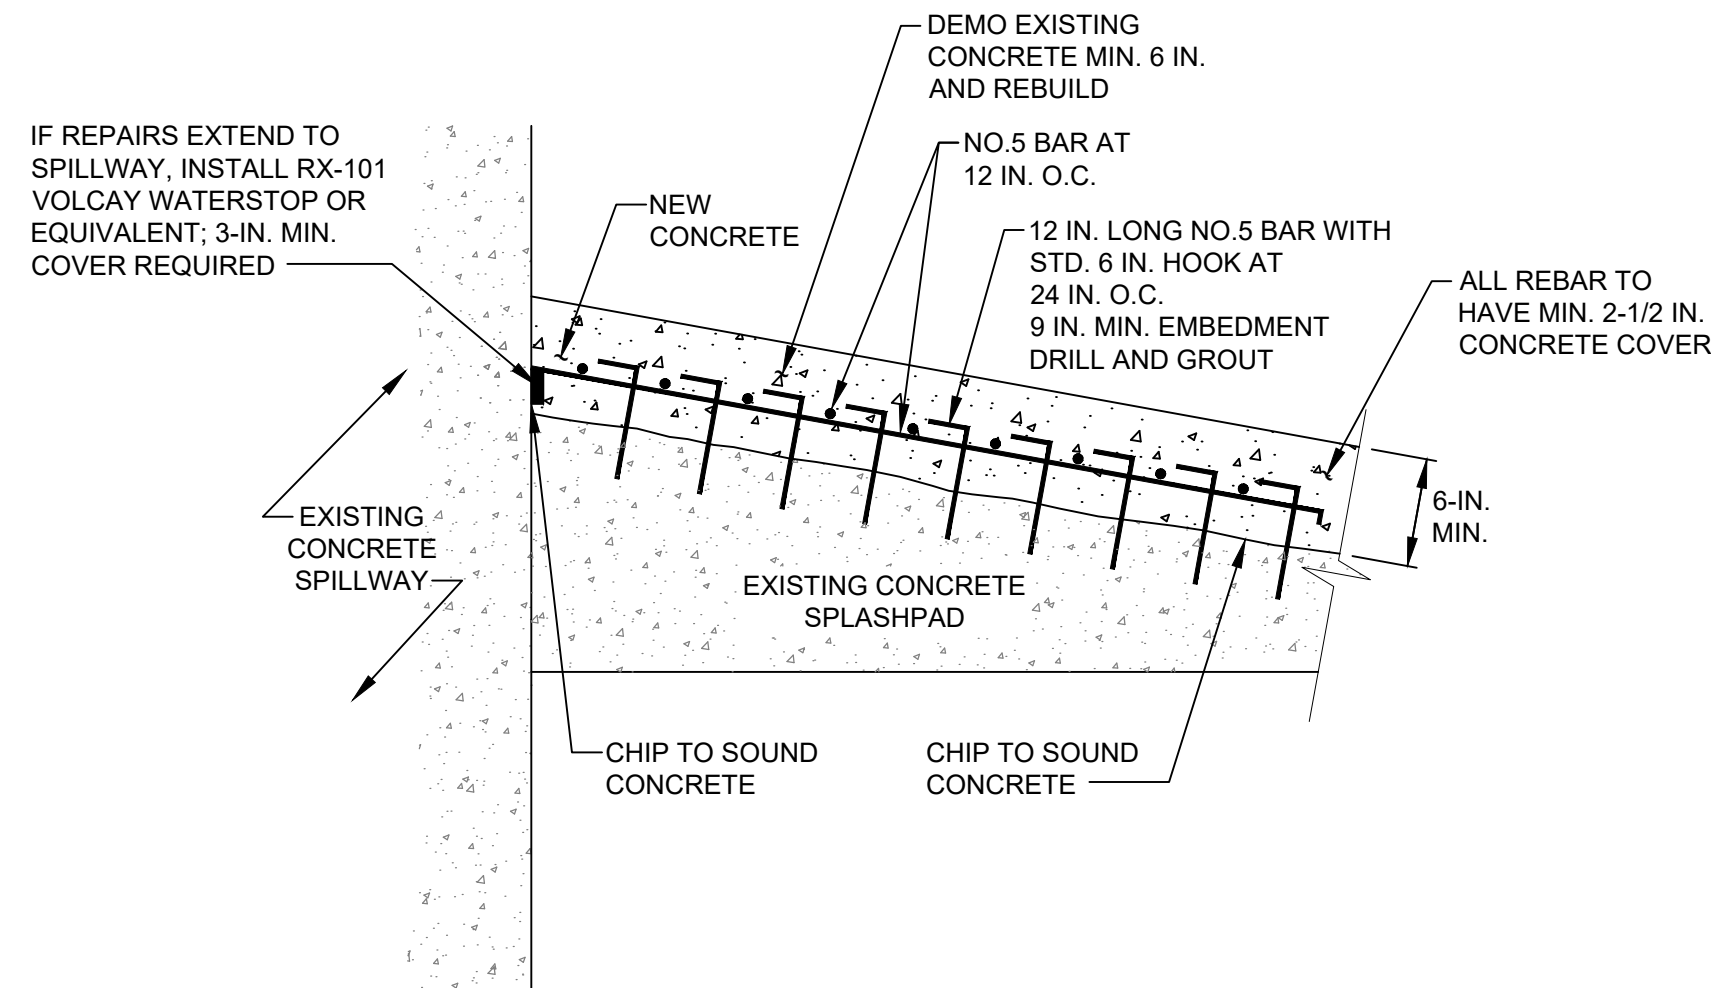 DEMO EXISTING
CONCRETE MIN. 6 IN.
AND REBUILD
IF REPAIRS EXTEND TO
SPILLWAY, INSTALL RX-101
VOLCAY WATERSTOP OR
EQUIVALENT; 3-IN. MIN.
COVER REQUIRED
NO.5 BAR AT
12 IN. O.C.
NEW
CONCRETE
12 IN. LONG NO.5 BAR WITH
STD. 6 IN. HOOK AT
24 IN. O.C.
9 IN. MIN. EMBEDMENT
DRILL AND GROUT
ALL REBAR TO
HAVE MIN. 2-1/2 IN.
CONCRETE COVER
6-IN.
MIN.
EXISTING
CONCRETE
SPILLWAY
EXISTING CONCRETE
SPLASHPAD
CHIP TO SOUND
CONCRETE
CHIP TO SOUND
CONCRETE